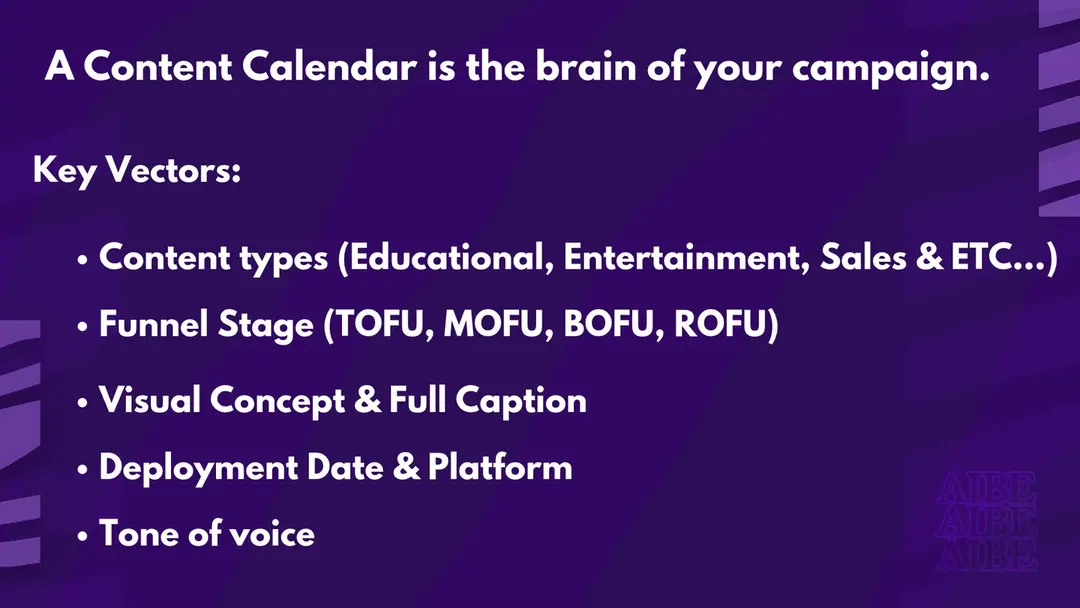 A Content Calendar is the brain of your campaign.
Key Vectors:
• Content types (Educational, Entertainment, Sales & ETC...)
• Funnel Stage (TOFU, MOFU, BOFU, ROFU)
• Visual Concept & Full Caption
• Deployment Date & Platform
• Tone of voice
AIBE
AIBE
AIBE